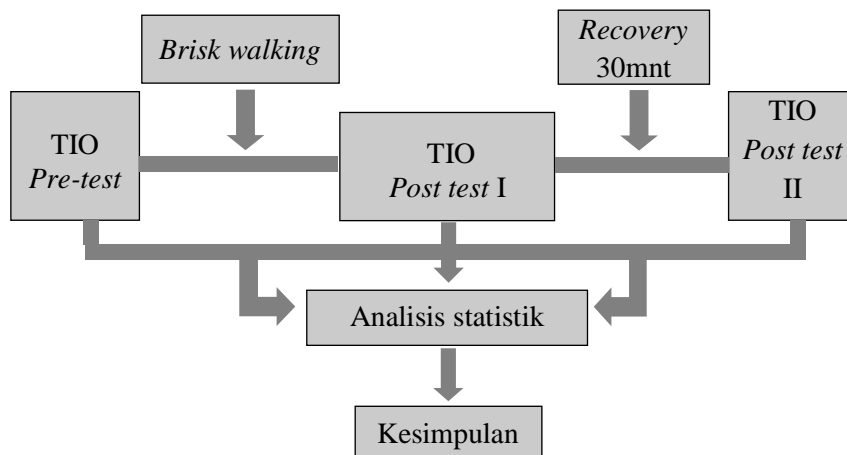 Brisk walking
Recovery
30mnt
TIO
Pre-test
TIO
Post test I
TIO
Post test
II
Analisis statistik
Kesimpulan